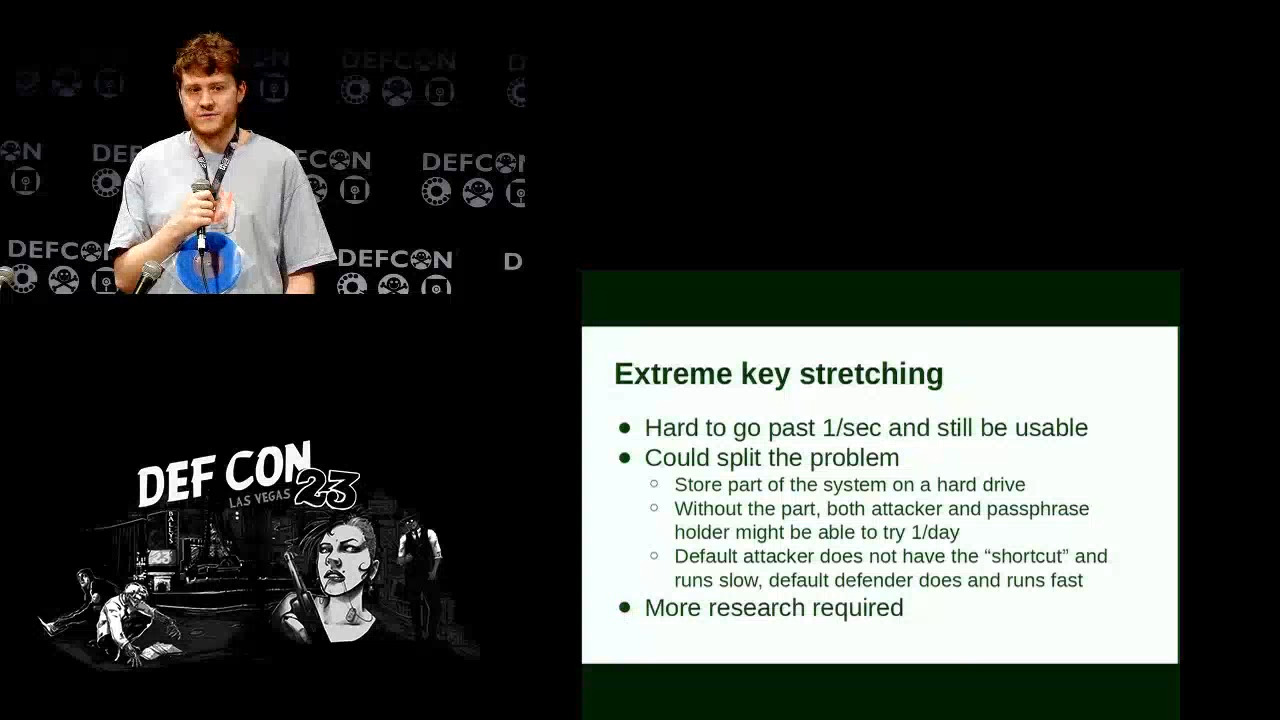 DEFCON
DEFCON
DEFCON
DEFCON
DEFCON
DEFCON
DEF CON 23
LAS VEGAS
BALLYS
Extreme key stretching
Hard to go past 1/sec and still be usable
Could split the problem
Store part of the system on a hard drive
Without the part, both attacker and passphrase
holder might be able to try 1/day
Default attacker does not have the “shortcut” and
runs slow, default defender does and runs fast
More research required